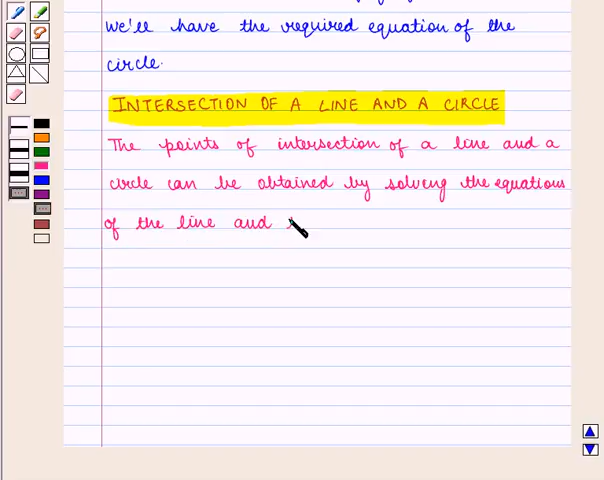 we'll have the required equation of the
circle.
INTERSECTION OF A LINE AND A CIRCLE
The points of intersection of a line and a
circle can be obtained by solving the equations
of the line and